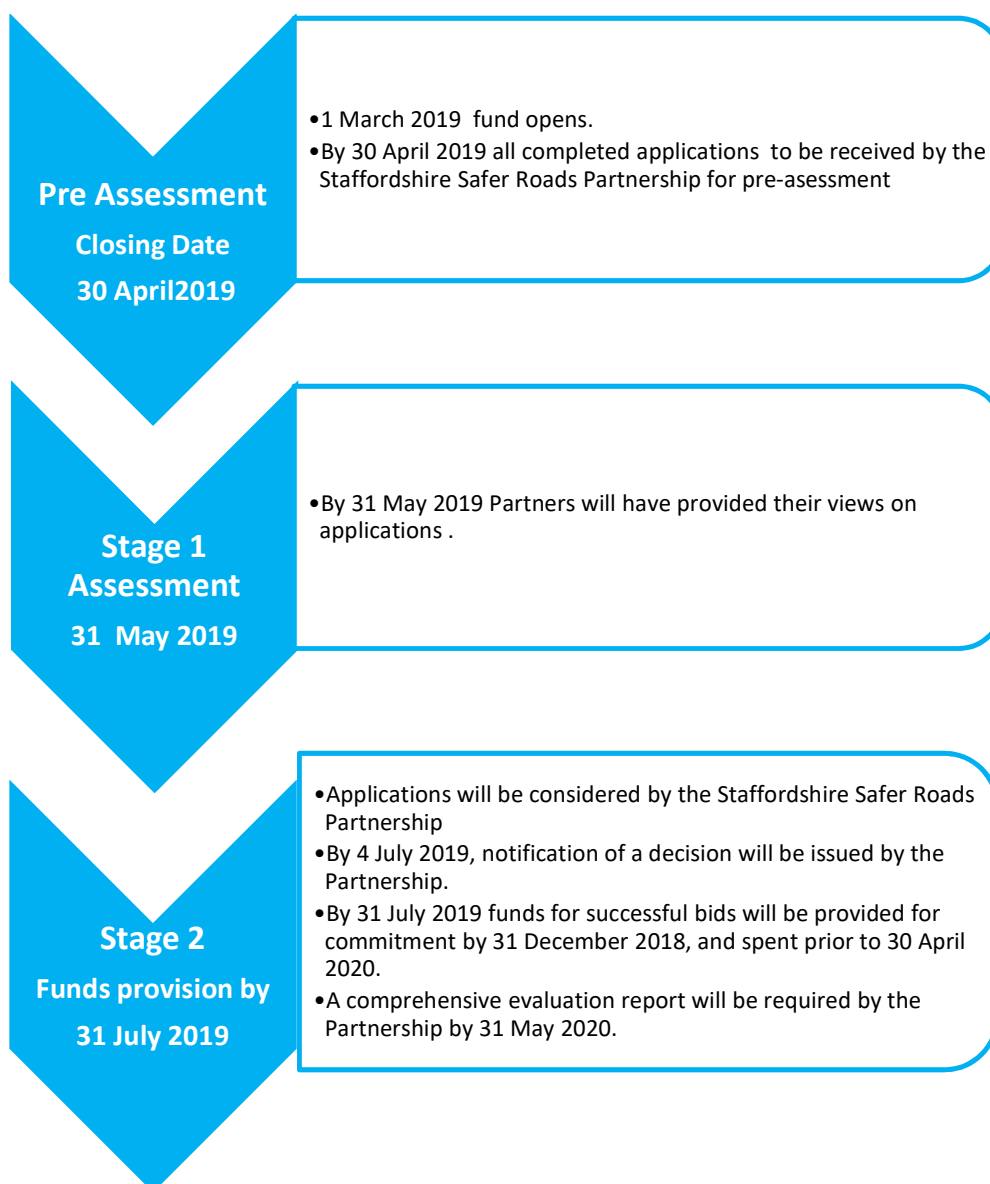 Pre Assessment
Closing Date
30 April2019
•1 March 2019  fund opens.
•By 30 April 2019 all completed applications  to be received by the
Staffordshire Safer Roads Partnership for pre-asessment
Stage 1
Assessment
31  May 2019
•By 31 May 2019 Partners will have provided their views on
applications .
Stage 2
Funds provision by
31 July 2019
•Applications will be considered by the Staffordshire Safer Roads
Partnership
•By 4 July 2019, notification of a decision will be issued by the
Partnership.
•By 31 July 2019 funds for successful bids will be provided for
commitment by 31 December 2018, and spent prior to 30 April
2020.
•A comprehensive evaluation report will be required by the
Partnership by 31 May 2020.